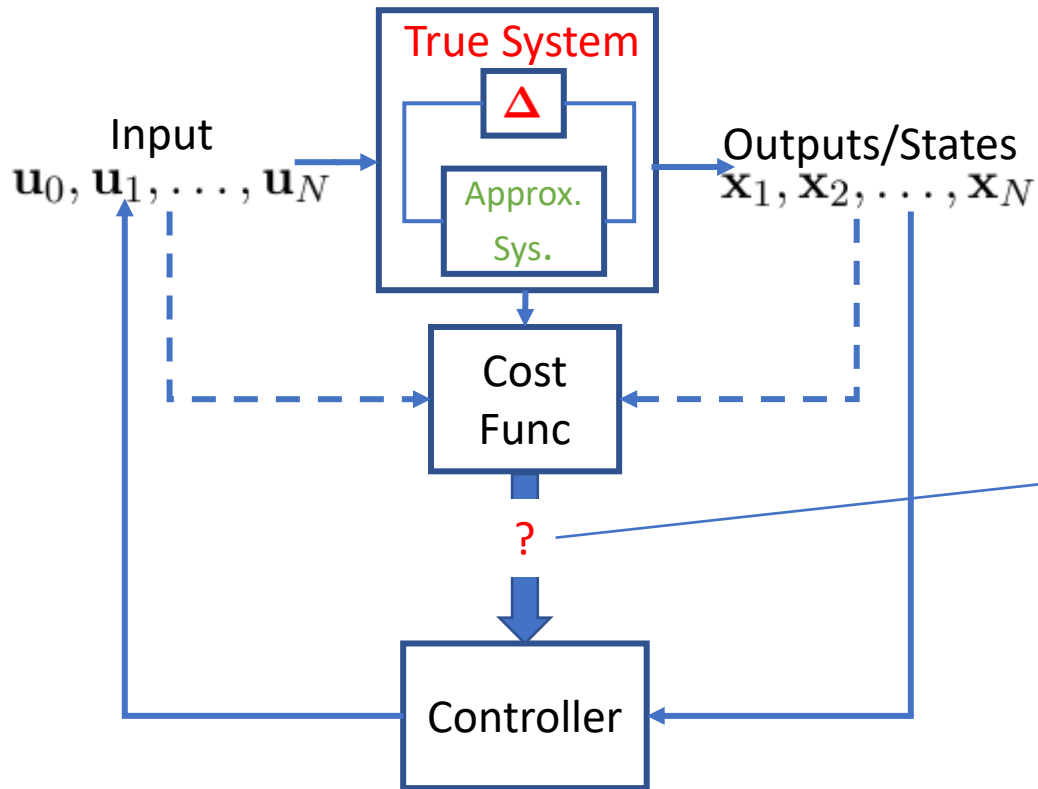 True System
Δ
Input
u₀, u₁, . . . , u_N
Approx.
Sys.
Outputs/States
x₁, x₂, . . . , x_N
Cost
Func
?
Controller